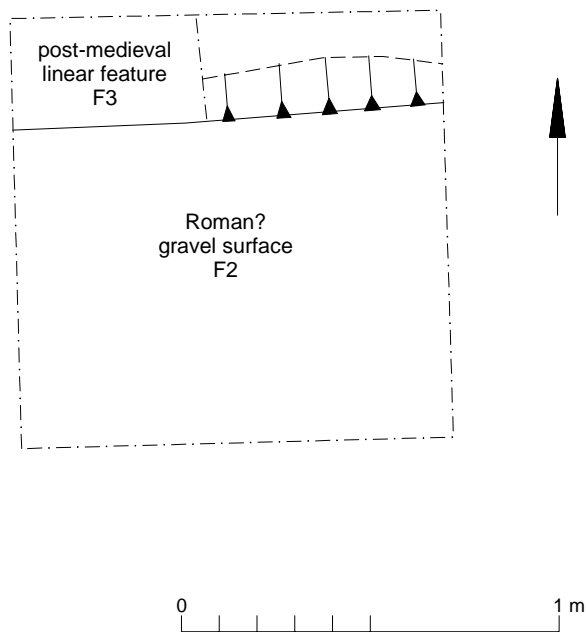 post-medieval
linear feature
F3
Roman?
gravel surface
F2
0 1 m